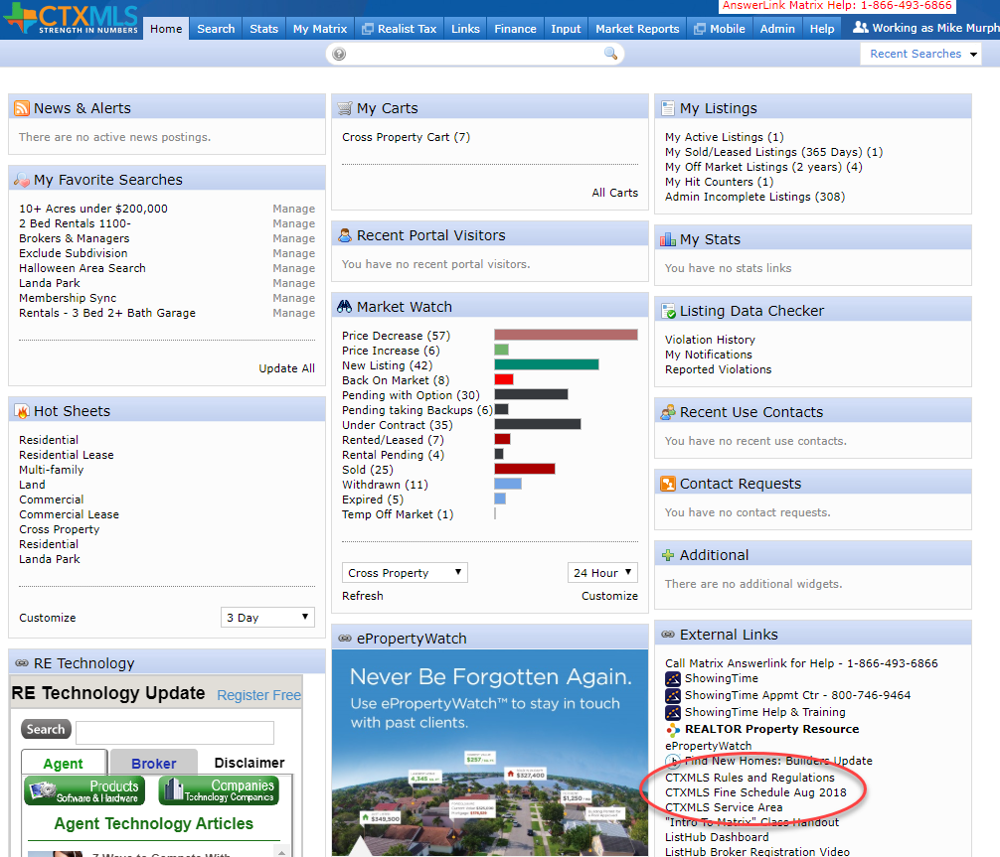 AnswerLink Matrix Help: 1-866-493-6866
CTXMLS
STRENGTH IN NUMBERS
Home Search Stats My Matrix Realist Tax Links Finance Input Market Reports Mobile Admin Help Working as Mike Murph
Recent Searches
News & Alerts
There are no active news postings.
My Favorite Searches
10+ Acres under $200,000 Manage
2 Bed Rentals 1100- Manage
Brokers & Managers Manage
Exclude Subdivision Manage
Halloween Area Search Manage
Landa Park Manage
Membership Sync Manage
Rentals - 3 Bed 2+ Bath Garage Manage
Update All
Hot Sheets
Residential
Residential Lease
Multi-family
Land
Commercial
Commercial Lease
Cross Property
Residential
Landa Park
Customize 3 Day
RE Technology
RE Technology Update Register Free
Search
Agent Broker Disclaimer
Products
Software & Hardware
Companies
Technology Companies
Agent Technology Articles
7 Ways to Compete With
My Carts
Cross Property Cart (7)
All Carts
Recent Portal Visitors
You have no recent portal visitors.
Market Watch
Price Decrease (57)
Price Increase (6)
New Listing (42)
Back On Market (8)
Pending with Option (30)
Pending taking Backups (6)
Under Contract (35)
Rented/Leased (7)
Rental Pending (4)
Sold (25)
Withdrawn (11)
Expired (5)
Temp Off Market (1)
Cross Property 24 Hour
Refresh Customize
ePropertyWatch
Never Be Forgotten Again.
Use ePropertyWatch™ to stay in touch
with past clients.
$257/
4,345
$327,400
$1,250
$349,500
My Listings
My Active Listings (1)
My Sold/Leased Listings (365 Days) (1)
My Off Market Listings (2 years) (4)
My Hit Counters (1)
Admin Incomplete Listings (308)
My Stats
You have no stats links
Listing Data Checker
Violation History
My Notifications
Reported Violations
Recent Use Contacts
You have no recent use contacts.
Contact Requests
You have no contact requests.
Additional
There are no additional widgets.
External Links
Call Matrix Answerlink for Help - 1-866-493-6866
ShowingTime
ShowingTime Appmt Ctr - 800-746-9464
ShowingTime Help & Training
REALTOR Property Resource
ePropertyWatch
Find New Homes: Builders Update
CTXMLS Rules and Regulations
CTXMLS Fine Schedule Aug 2018
CTXMLS Service Area
"Intro To Matrix" Class Handout
ListHub Dashboard
ListHub Broker Registration Video